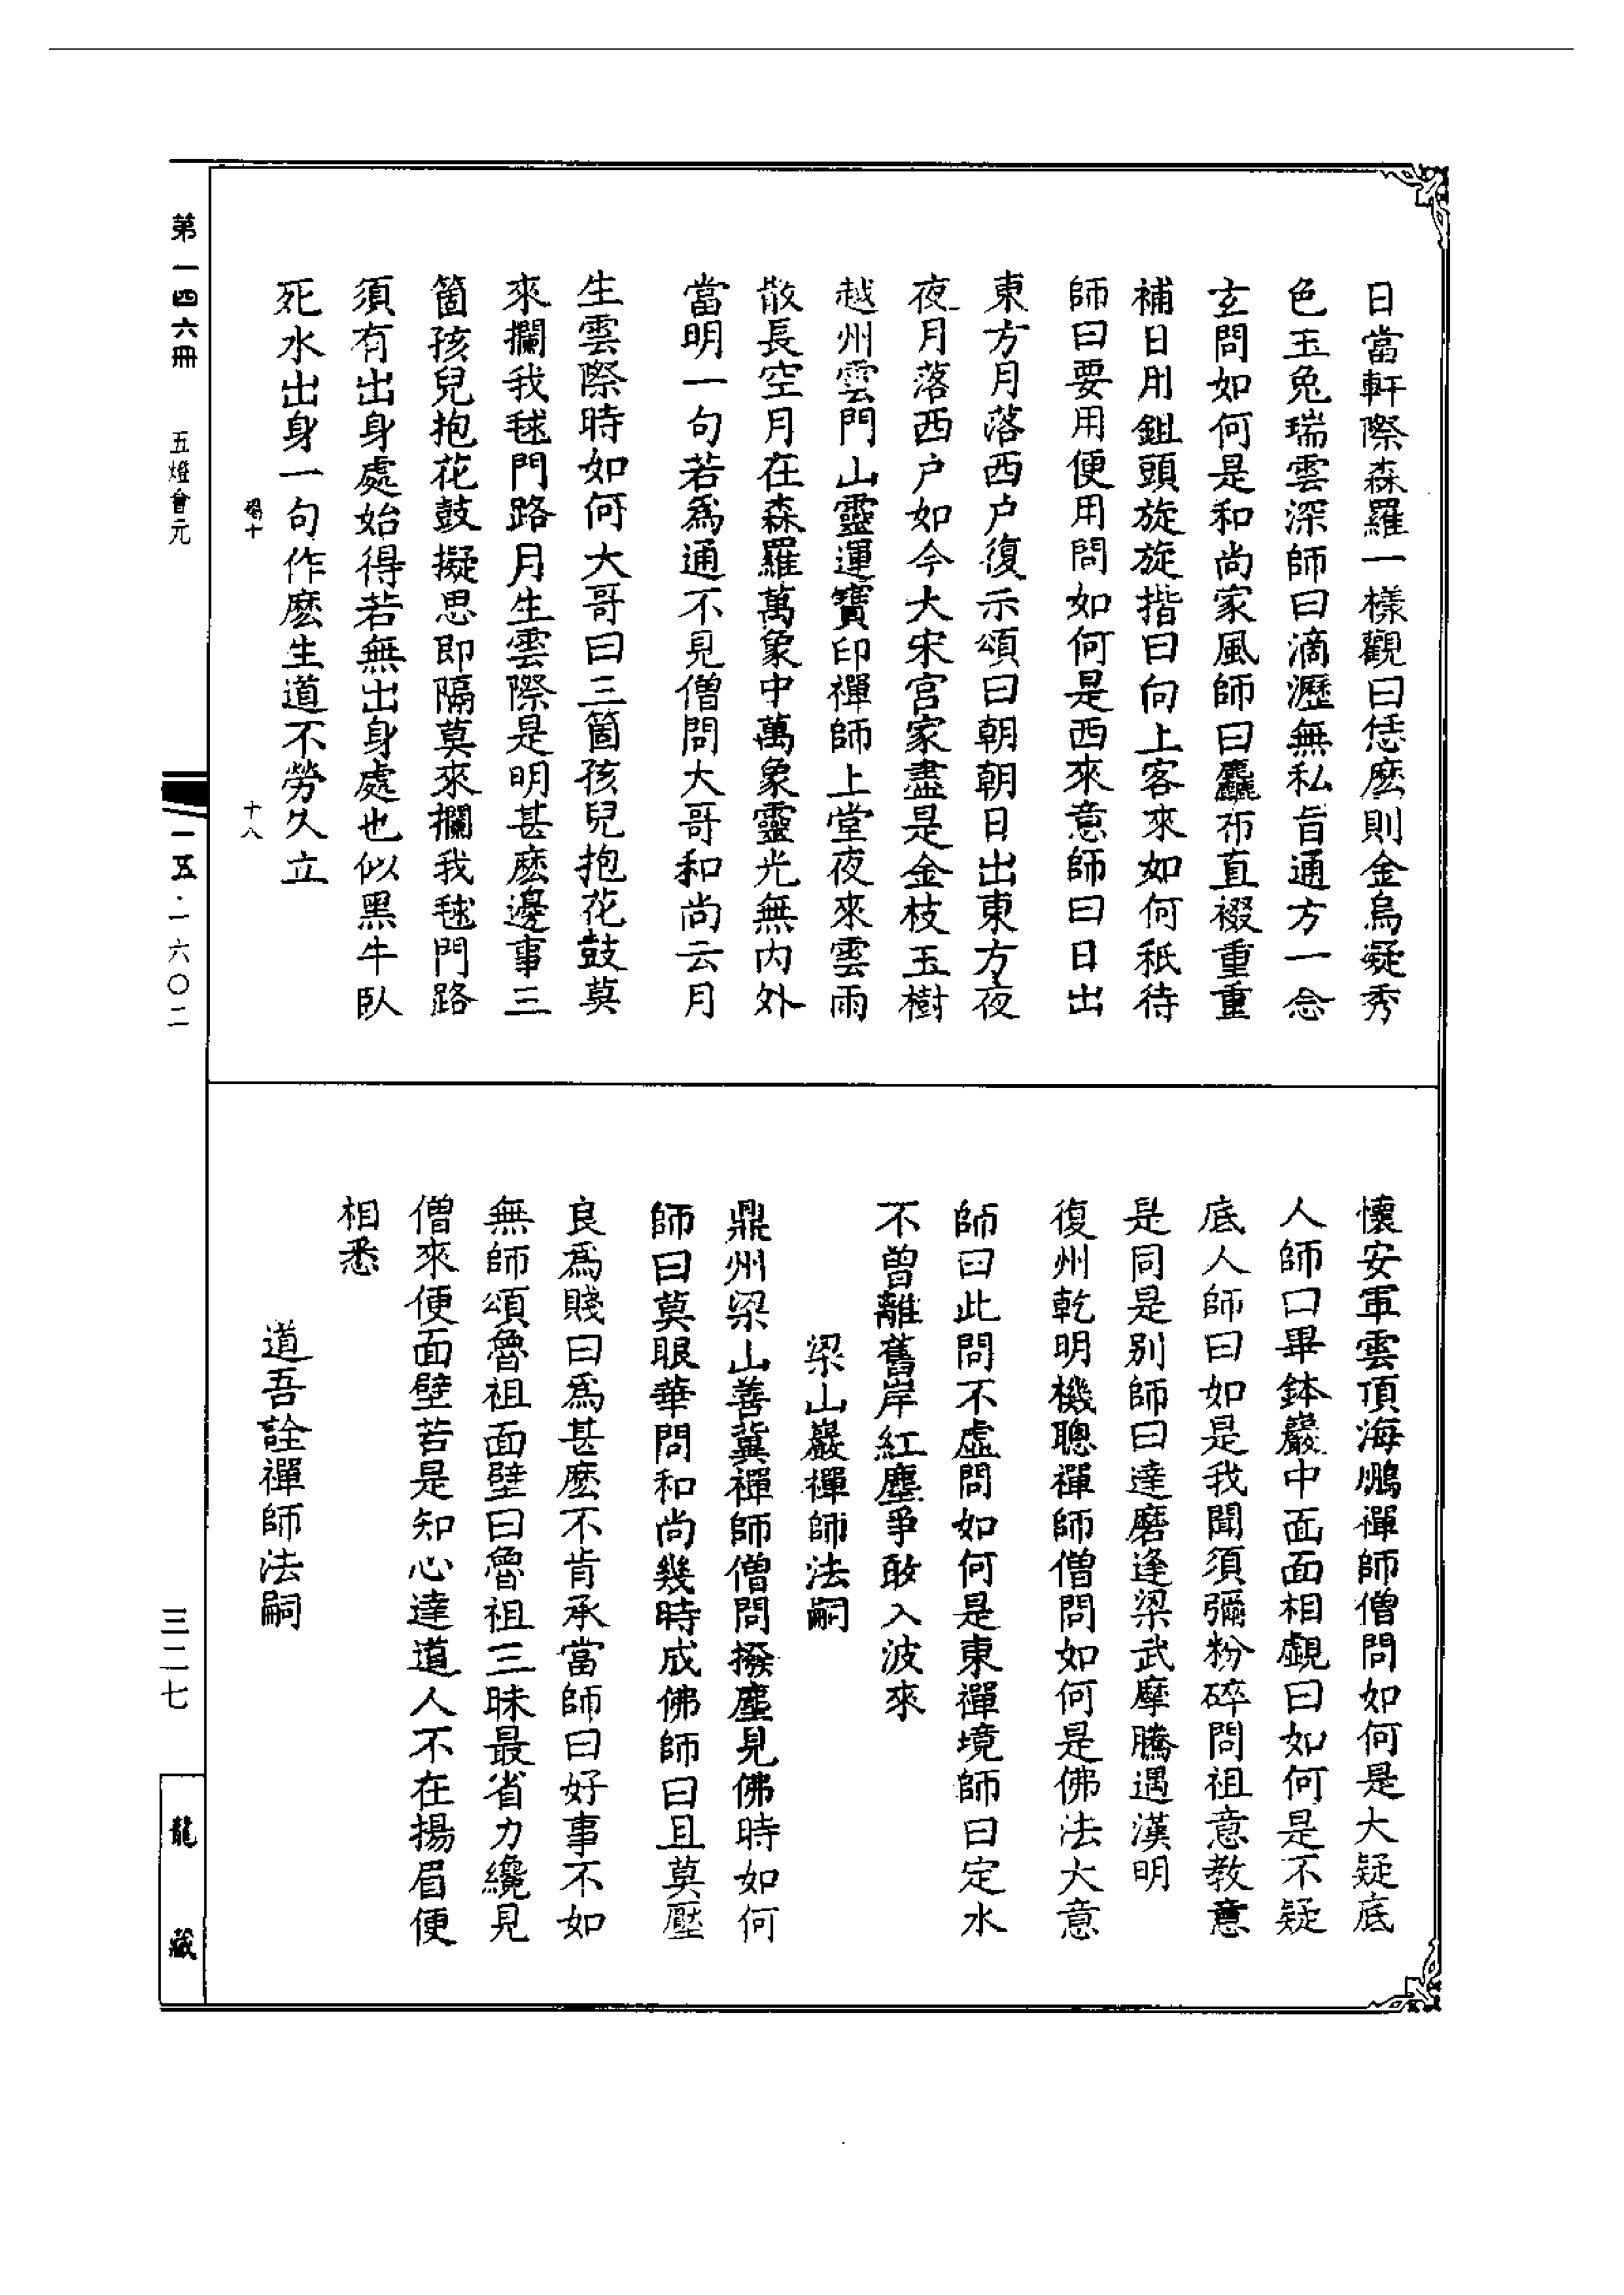 日當軒際森羅一樣觀曰恁麽則金烏凝秀
色玉兔瑞雲深師曰滴瀝無私旨通方一念
玄問如何是和尚家風師曰麤布直裰重重
補日用鉏頭旋旋揩曰向上客來如何秖待
師曰要用便用問如何是西來意師曰日出
東方月落西户復示頌曰朝朝日出東方夜
夜月落西户如今大宋官家盡是金枝玉樹
越州雲門山靈運寶印禪師上堂夜來雲雨
散長空月在森羅萬象中萬象靈光無內外
當明一句若爲通不見僧問大哥和尚云月
生雲際時如何大哥曰三箇孩兒抱花鼓莫
來攔我毬門路月生雲際是明甚麽邊事三
箇孩兒抱花鼓擬思即隔莫來攔我毬門路
須有出身處始得若無出身處也似黑牛臥
死水出身一句作麽生道不勞久立
十八
懷安軍雲頂海鵬禪師僧問如何是大疑底
人師曰畢鉢巖中面面相覷曰如何是不疑
底人師曰如是我聞須彌粉碎問祖意教意
是同是別師曰達磨逢梁武摩騰遇漢明
復州乾明機聰禪師僧問如何是佛法大意
師曰此問不虛問如何是東禪境師曰定水
不曾離舊岸紅塵爭敢入波來
梁山巖禪師法嗣
鼎州梁山善冀禪師僧問撥塵見佛時如何
師曰莫眼華問和尚幾時成佛師曰且莫壓
良爲賤曰爲甚麽不肯承當師曰好事不如
無師頌魯祖面壁曰魯祖三昧最省力纔見
僧來便面壁若是知心達道人不在揚眉便
相悉
道吾詮禪師法嗣
第一四六冊　五燈會元
一五·一六〇二
三二七
龍藏